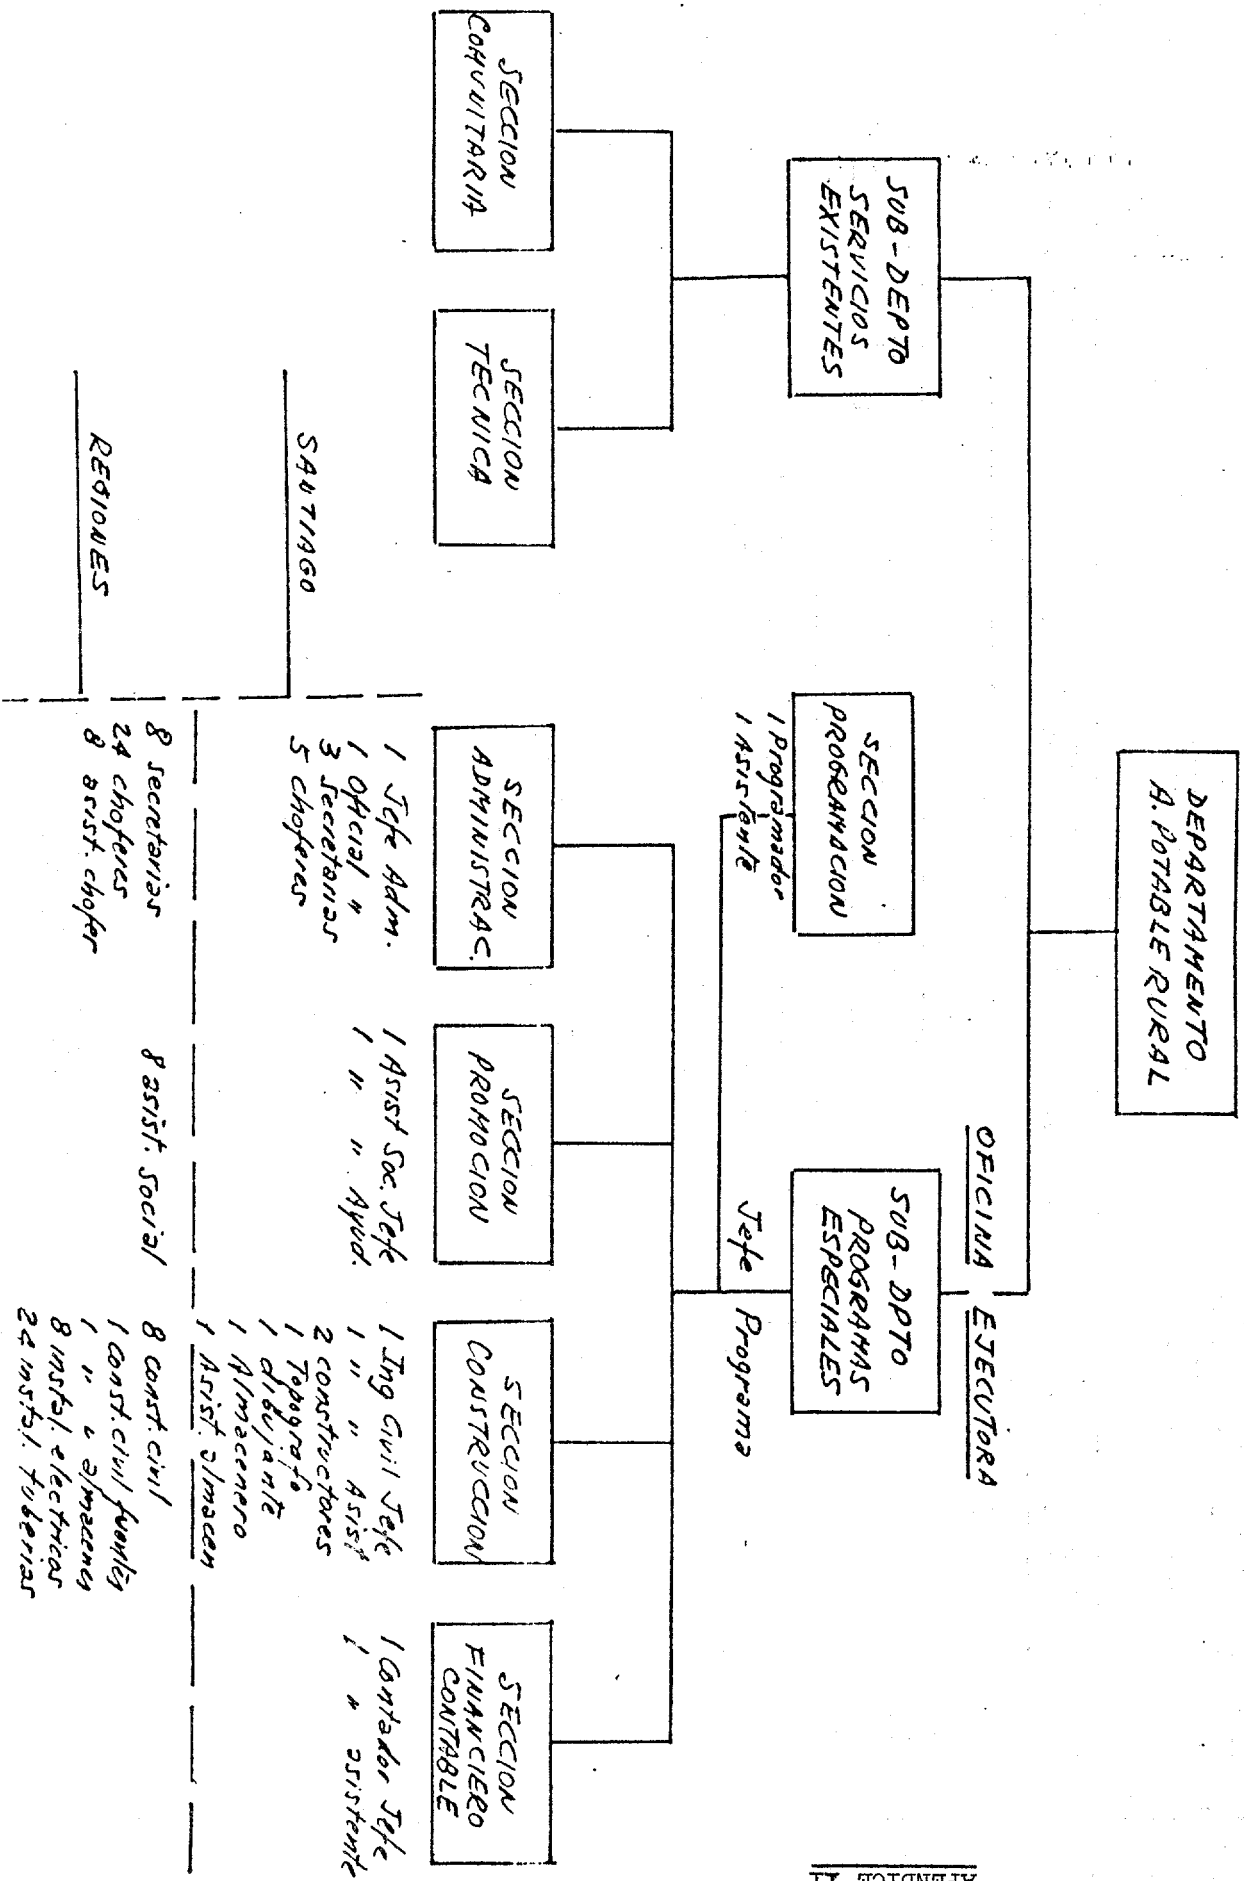 APENDICE II
DEPARTAMENTO
A. POTABLE RURAL
OFICINA EJECUTORA
SUB-DEPTO
SERVICIOS
EXISTENTES
SECCION
PROGRAMACION
1 Programador
1 Asistente
SUB-DPTO
PROGRAMAS
ESPECIALES
Jefe Programa
SECCION
COMUNITARIA
SECCION
TECNICA
SECCION
ADMINISTRAC.
SECCION
PROMOCION
SECCION
CONSTRUCCION
SECCION
FINANCIERO
CONTABLE
SANTIAGO
1 Jefe Adm.
1 Oficial "
3 Secretarias
5 choferes
1 Asist Soc. Jefe
1 " " Ayud.
1 Ing Civil Jefe
1 " " Asist
2 constructores
1 Topografo
1 dibujante
1 Almacenero
1 Asist. almacen
1 Contador Jefe
1 " asistente
REGIONES
8 secretarias
24 choferes
8 asist. chofer
8 asist. social
8 const. civil
1 const. civil fuentes
1 " " almacenes
8 instal. electricas
24 instal. tuberias